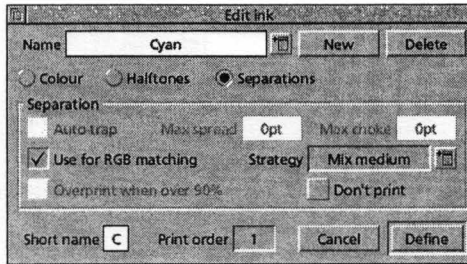 Edit ink
Name Cyan New Delete
Colour Halftones Separations
Separation
Auto trap Max spread 0pt Max choke 0pt
Use for RGB matching Strategy Mix medium
Overprint when over 90% Don't print
Short name C Print order 1 Cancel Define